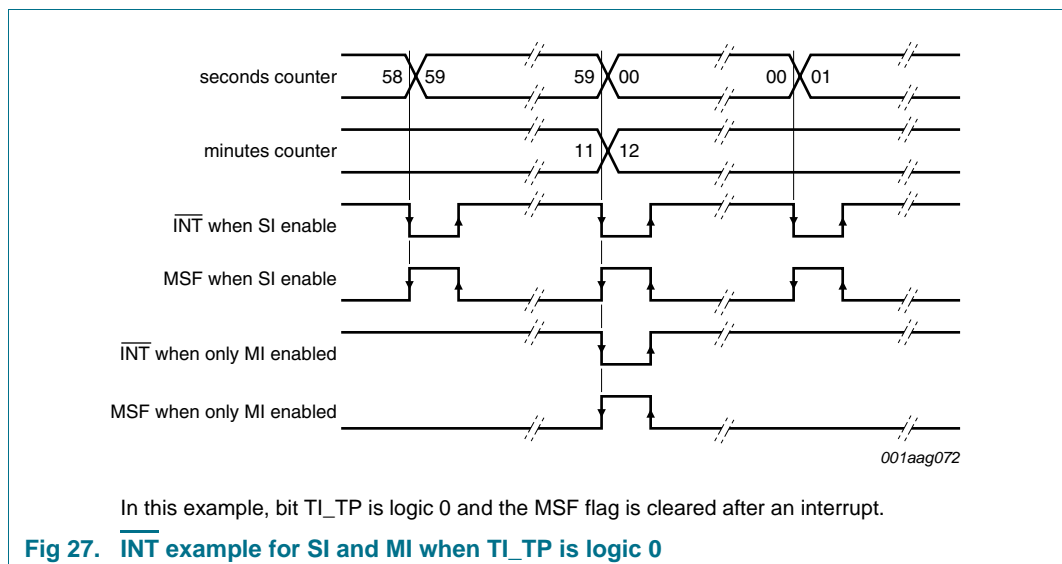 seconds counter 58 59 59 00 00 01
minutes counter 11 12
INT when SI enable
MSF when SI enable
INT when only MI enabled
MSF when only MI enabled
001aag072
In this example, bit TI_TP is logic 0 and the MSF flag is cleared after an interrupt.
Fig 27. INT example for SI and MI when TI_TP is logic 0